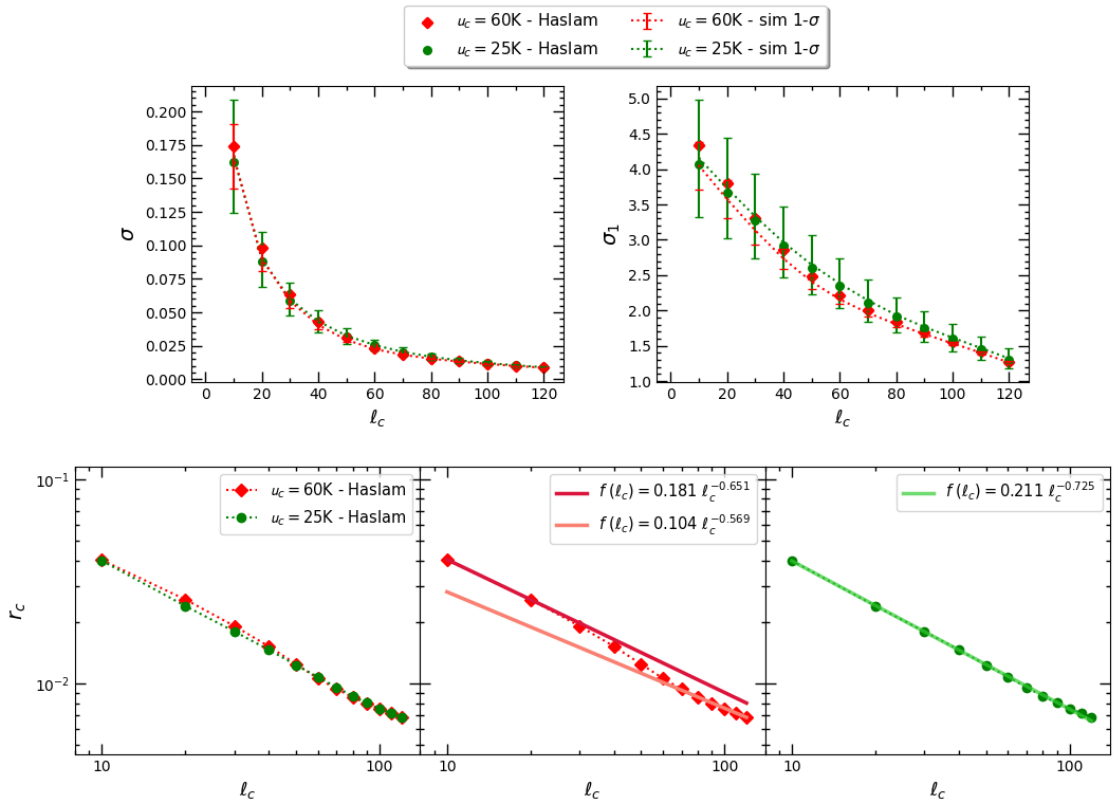 u_c = 60K - Haslam
u_c = 25K - Haslam
u_c = 60K - sim 1-σ
u_c = 25K - sim 1-σ
0.200
0.175
0.150
0.125
0.100
0.075
0.050
0.025
0.000
σ
0 20 40 60 80 100 120
ℓ_c
5.0
4.5
4.0
3.5
3.0
2.5
2.0
1.5
1.0
σ_1
0 20 40 60 80 100 120
ℓ_c
10^{-1}
10^{-2}
r_c
u_c = 60K - Haslam
u_c = 25K - Haslam
10 100
ℓ_c
f (ℓ_c) = 0.181 ℓ_c^{-0.651}
f (ℓ_c) = 0.104 ℓ_c^{-0.569}
10 100
ℓ_c
f (ℓ_c) = 0.211 ℓ_c^{-0.725}
10 100
ℓ_c